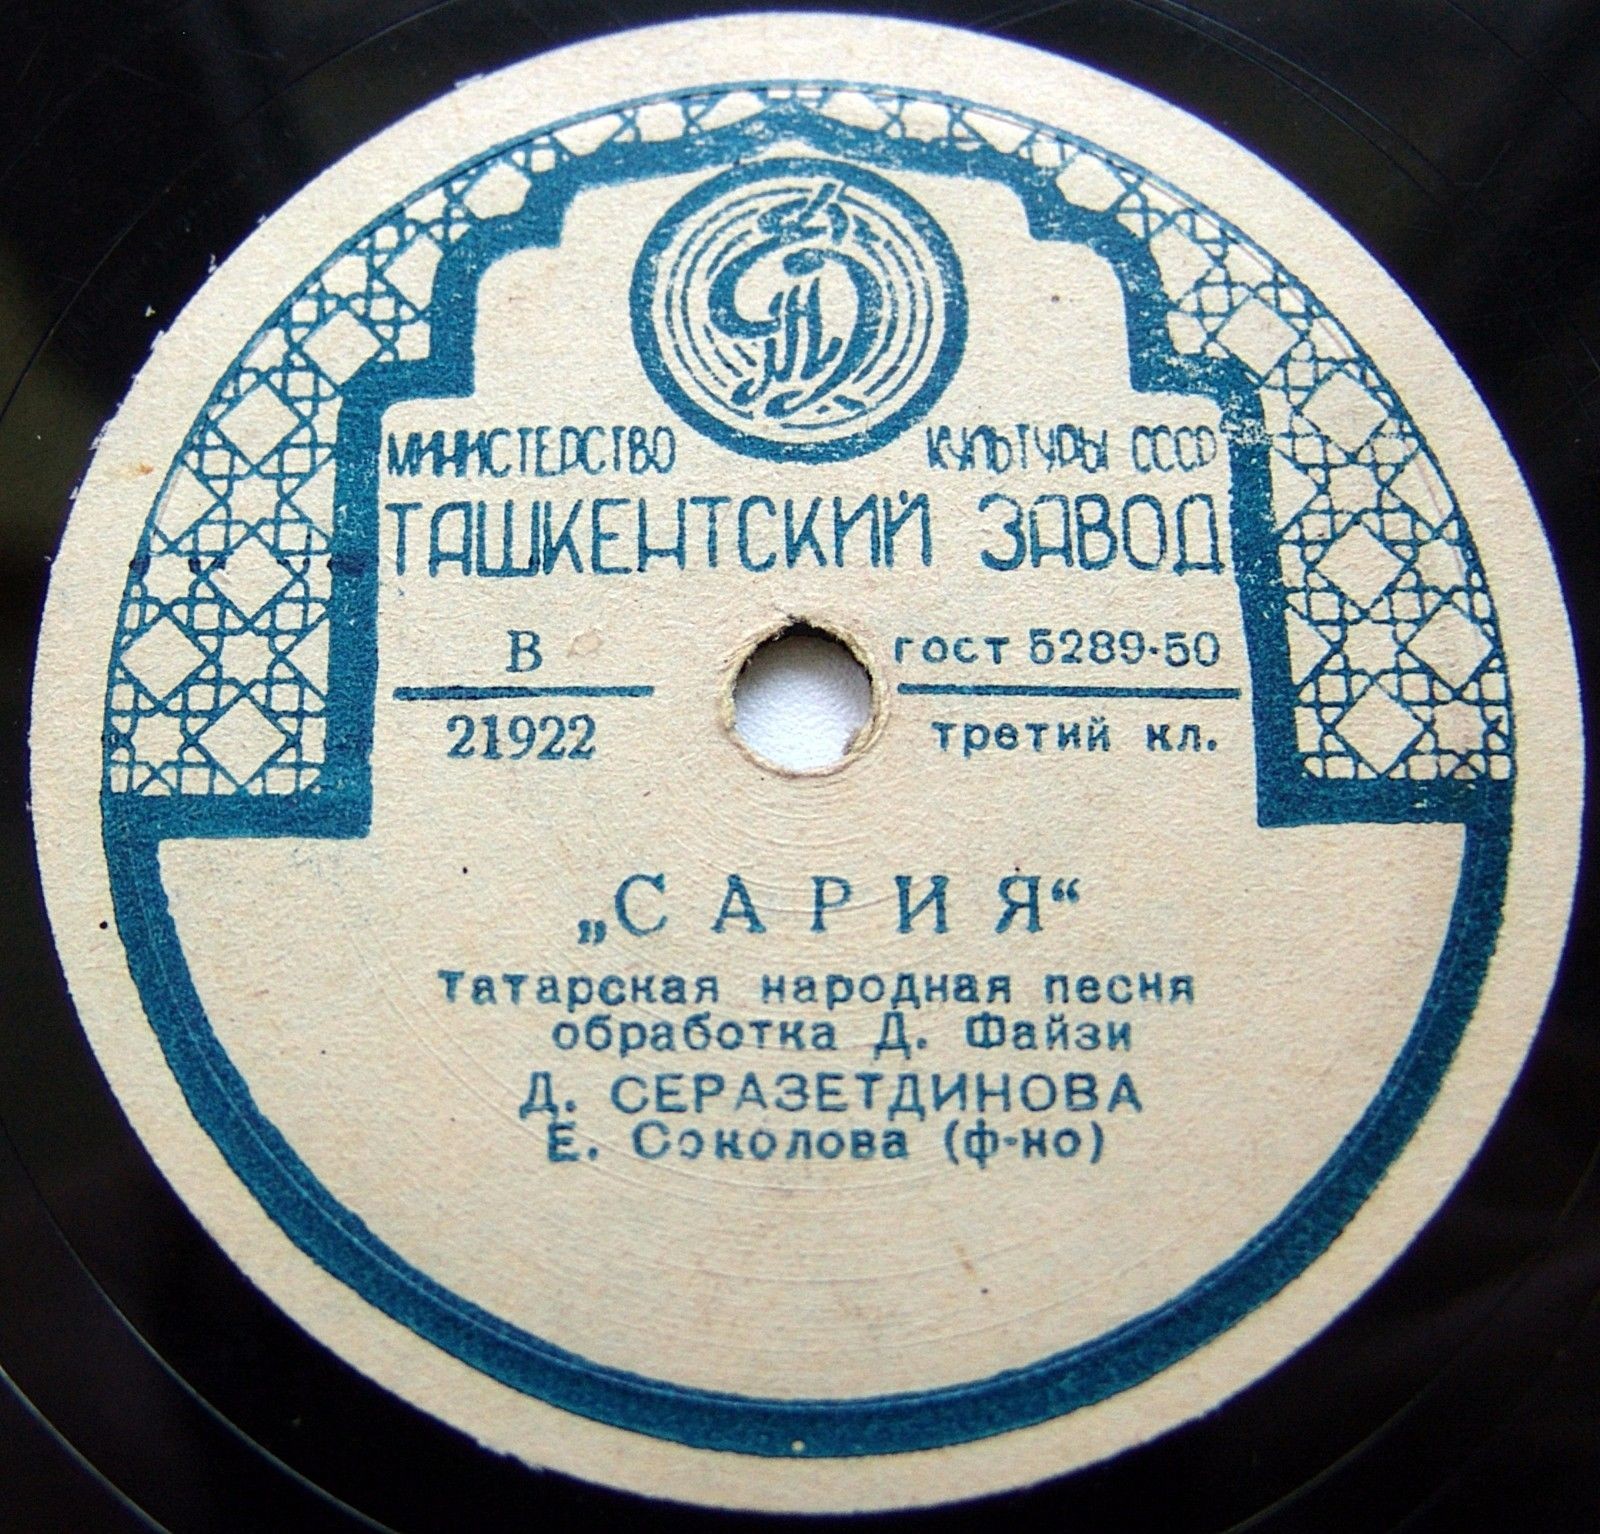 МИНИСТЕРСТВО КУЛЬТУРЫ СССР
ТАШКЕНТСКИЙ ЗАВОД
В
21922
гост 5289-50
третий кл.
„САРИЯ“
татарская народная песня
обработка Д. Файзи
Д. СЕРАЗЕТДИНОВА
Е. Соколова (ф-но)